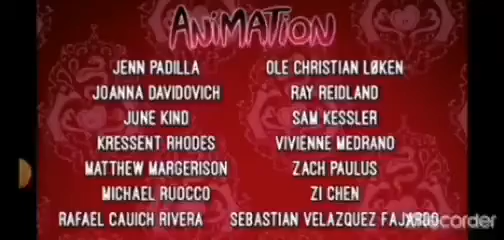 ANiMATiON
JENN PADILLA
OLE CHRISTIAN LØKEN
JOANNA DAVIDOVICH
RAY REIDLAND
JUNE KIND
SAM KESSLER
KRESSENT RHODES
VIVIENNE MEDRANO
MATTHEW MARGERISON
ZACH PAULUS
MICHAEL RUOCCO
ZI CHEN
RAFAEL CAUICH RIVERA
SEBASTIAN VELAZQUEZ FAJARDO